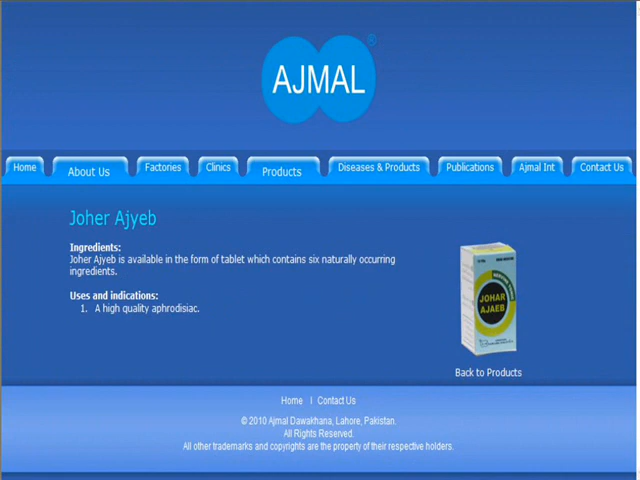 AJMAL
®
Home
About Us
Factories
Clinics
Products
Diseases & Products
Publications
Ajmal Int
Contact Us
Joher Ajyeb
Ingredients:
Joher Ajyeb is available in the form of tablet which contains six naturally occurring
ingredients.
Uses and indications:
1. A high quality aphrodisiac.
JOHAR
AJAEB
Back to Products
Home | Contact Us
© 2010 Ajmal Dawakhana, Lahore, Pakistan.
All Rights Reserved.
All other trademarks and copyrights are the property of their respective holders.